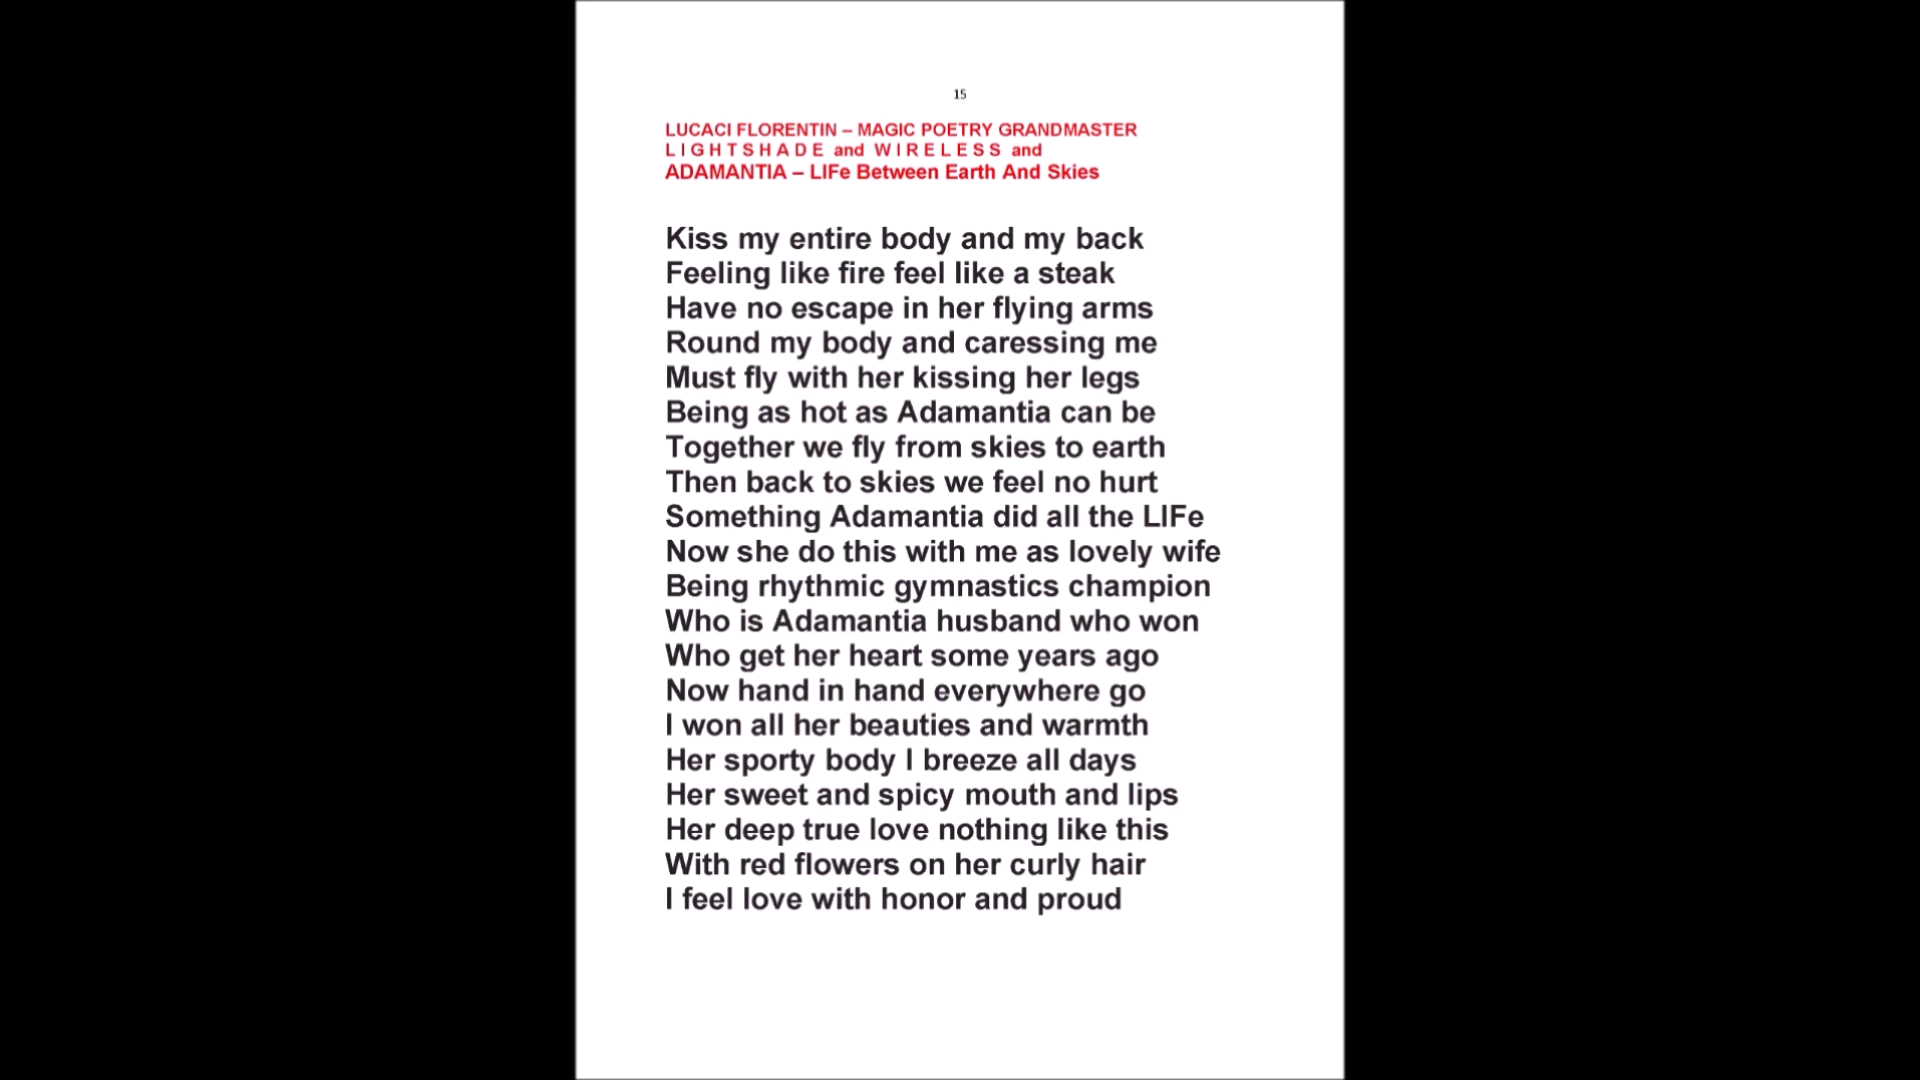 15
LUCACI FLORENTIN – MAGIC POETRY GRANDMASTER
L I G H T S H A D E and W I R E L E S S and
ADAMANTIA – LIFe Between Earth And Skies
Kiss my entire body and my back
Feeling like fire feel like a steak
Have no escape in her flying arms
Round my body and caressing me
Must fly with her kissing her legs
Being as hot as Adamantia can be
Together we fly from skies to earth
Then back to skies we feel no hurt
Something Adamantia did all the LIFe
Now she do this with me as lovely wife
Being rhythmic gymnastics champion
Who is Adamantia husband who won
Who get her heart some years ago
Now hand in hand everywhere go
I won all her beauties and warmth
Her sporty body I breeze all days
Her sweet and spicy mouth and lips
Her deep true love nothing like this
With red flowers on her curly hair
I feel love with honor and proud